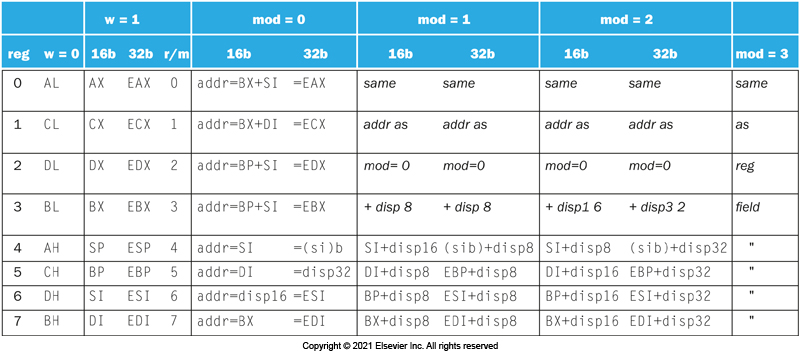 w = 1 mod = 0 mod = 1 mod = 2
reg w = 0 16b 32b r/m 16b 32b 16b 32b 16b 32b mod = 3
0 AL AX EAX 0 addr=BX+SI =EAX same same same same same
1 CL CX ECX 1 addr=BX+DI =ECX addr as addr as addr as addr as as
2 DL DX EDX 2 addr=BP+SI =EDX mod= 0 mod=0 mod=0 mod=0 reg
3 BL BX EBX 3 addr=BP+SI =EBX + disp 8 + disp 8 + disp1 6 + disp3 2 field
4 AH SP ESP 4 addr=SI =(si)b SI+disp16 (sib)+disp8 SI+disp8 (sib)+disp32 "
5 CH BP EBP 5 addr=DI =disp32 DI+disp8 EBP+disp8 DI+disp16 EBP+disp32 "
6 DH SI ESI 6 addr=disp16 =ESI BP+disp8 ESI+disp8 BP+disp16 ESI+disp32 "
7 BH DI EDI 7 addr=BX =EDI BX+disp8 EDI+disp8 BX+disp16 EDI+disp32 "
Copyright © 2021 Elsevier Inc. All rights reserved